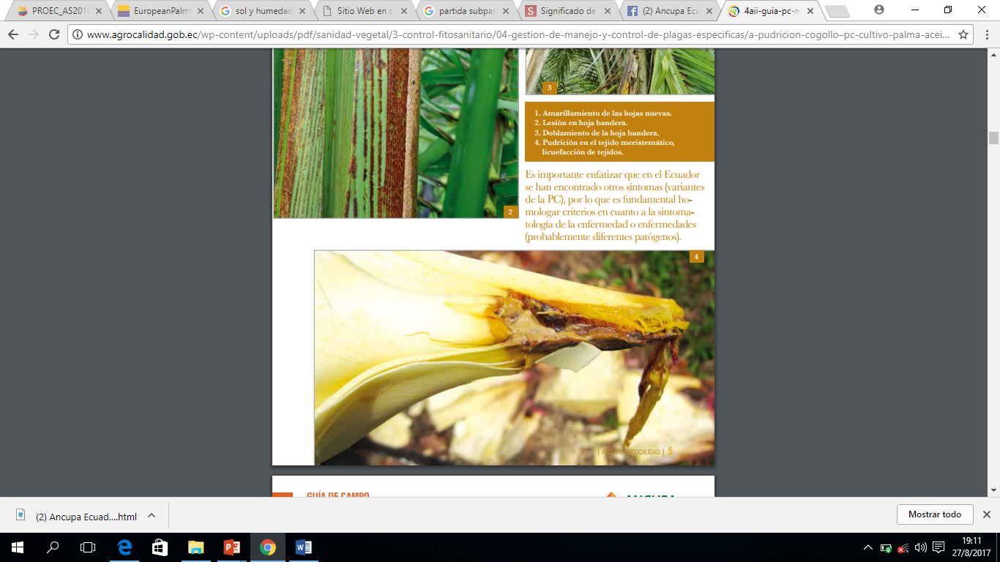 PROEC_AS201
EuropeanPalm
sol y humedad
Sitio Web en c
partida subpar
Significado de
(2) Ancupa Ecu
4aii-guia-pc-m
www.agrocalidad.gob.ec/wp-content/uploads/pdf/sanidad-vegetal/3-control-fitosanitario/04-gestion-de-manejo-y-control-de-plagas-especificas/a-pudricion-cogollo–pc-cultivo-palma-acei...
3
1. Amarillamiento de las hojas nuevas.
2. Lesión en hoja bandera.
3. Doblamiento de la hoja bandera.
4. Pudrición en el tejido meristemático,
licuefacción de tejidos.
Es importante enfatizar que en el Ecuador
se han encontrado otros síntomas (variantes
de la PC), por lo que es fundamental ho-
mologar criterios en cuanto a la sintoma-
tología de la enfermedad o enfermedades
(probablemente diferentes patógenos).
2
4
| ANCUPA AGROCALIDAD | 5
GUÍA DE CAMPO
ANCUPA
(2) Ancupa Ecuad....html
Mostrar todo
19:11
27/8/2017